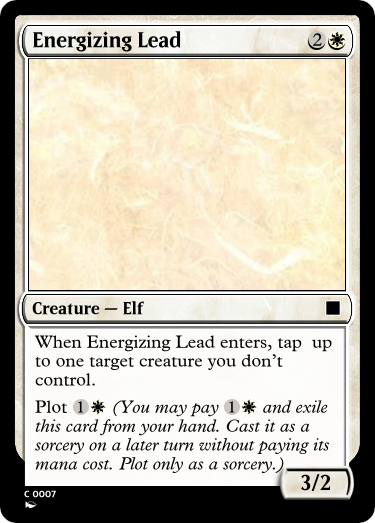 Energizing Lead 2
Creature — Elf
When Energizing Lead enters, tap  up
to one target creature you don't
control.
Plot 1 (You may pay 1 and exile
this card from your hand. Cast it as a
sorcery on a later turn without paying its
mana cost. Plot only as a sorcery.)
3/2
C 0007